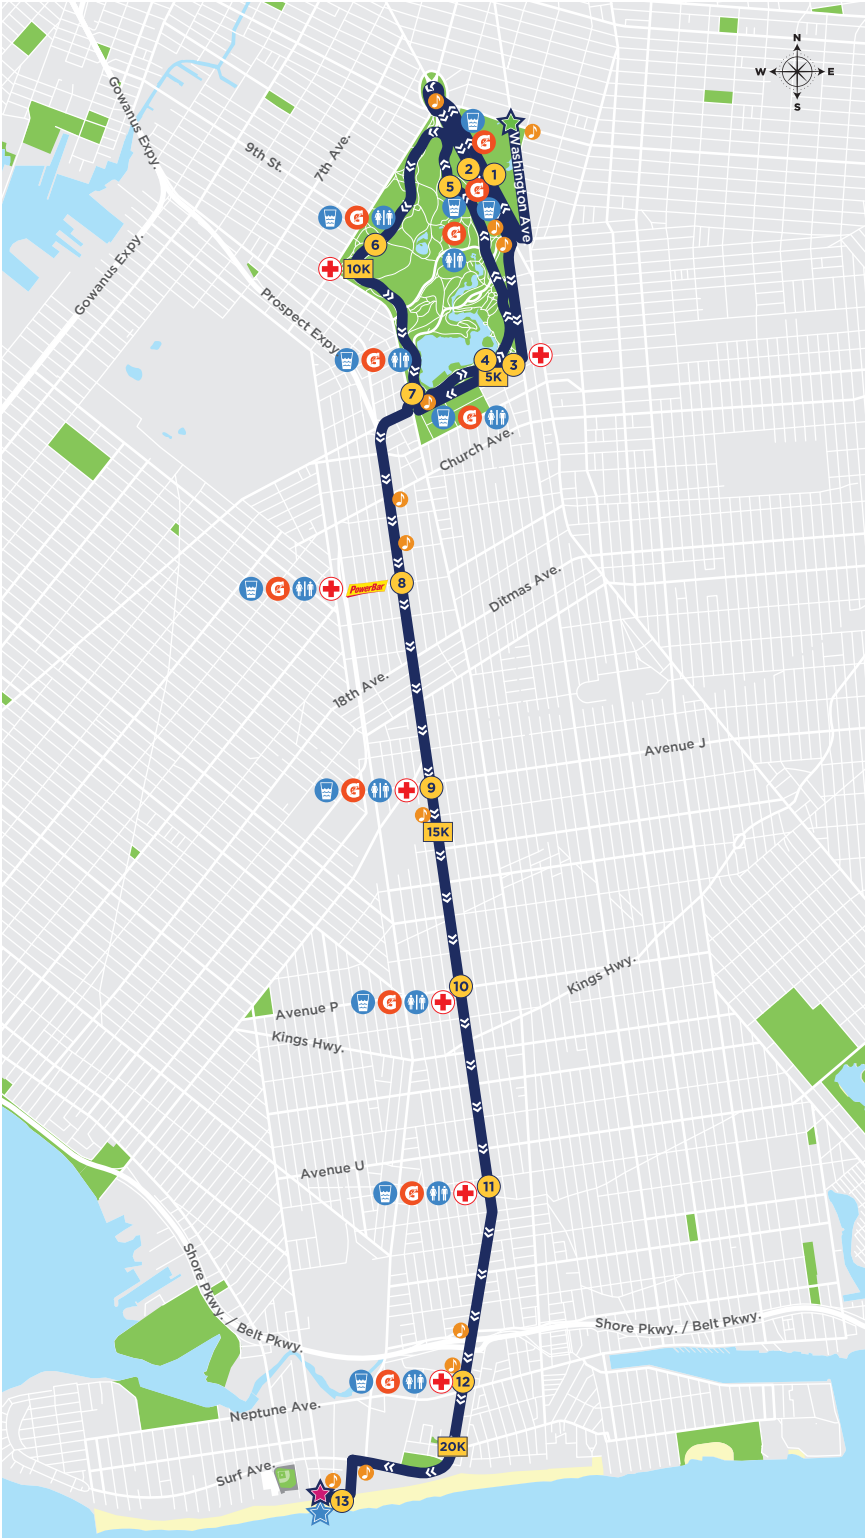 N
W E
S
Gowanus Expy.
9th St.
7th Ave.
Washington Ave.
G
2
1
5
G
G
6
G
10K
Gowanus Expy.
Prospect Expy.
G
4
3
5K
7
G
Church Ave.
G
PowerBar
8
Ditmas Ave.
18th Ave.
Avenue J
G
9
15K
Kings Hwy.
10
G
Avenue P
Kings Hwy.
Avenue U
G
11
Shore Pkwy. / Belt Pkwy.
Shore Pkwy. / Belt Pkwy.
G
12
Neptune Ave.
20K
Surf Ave.
13